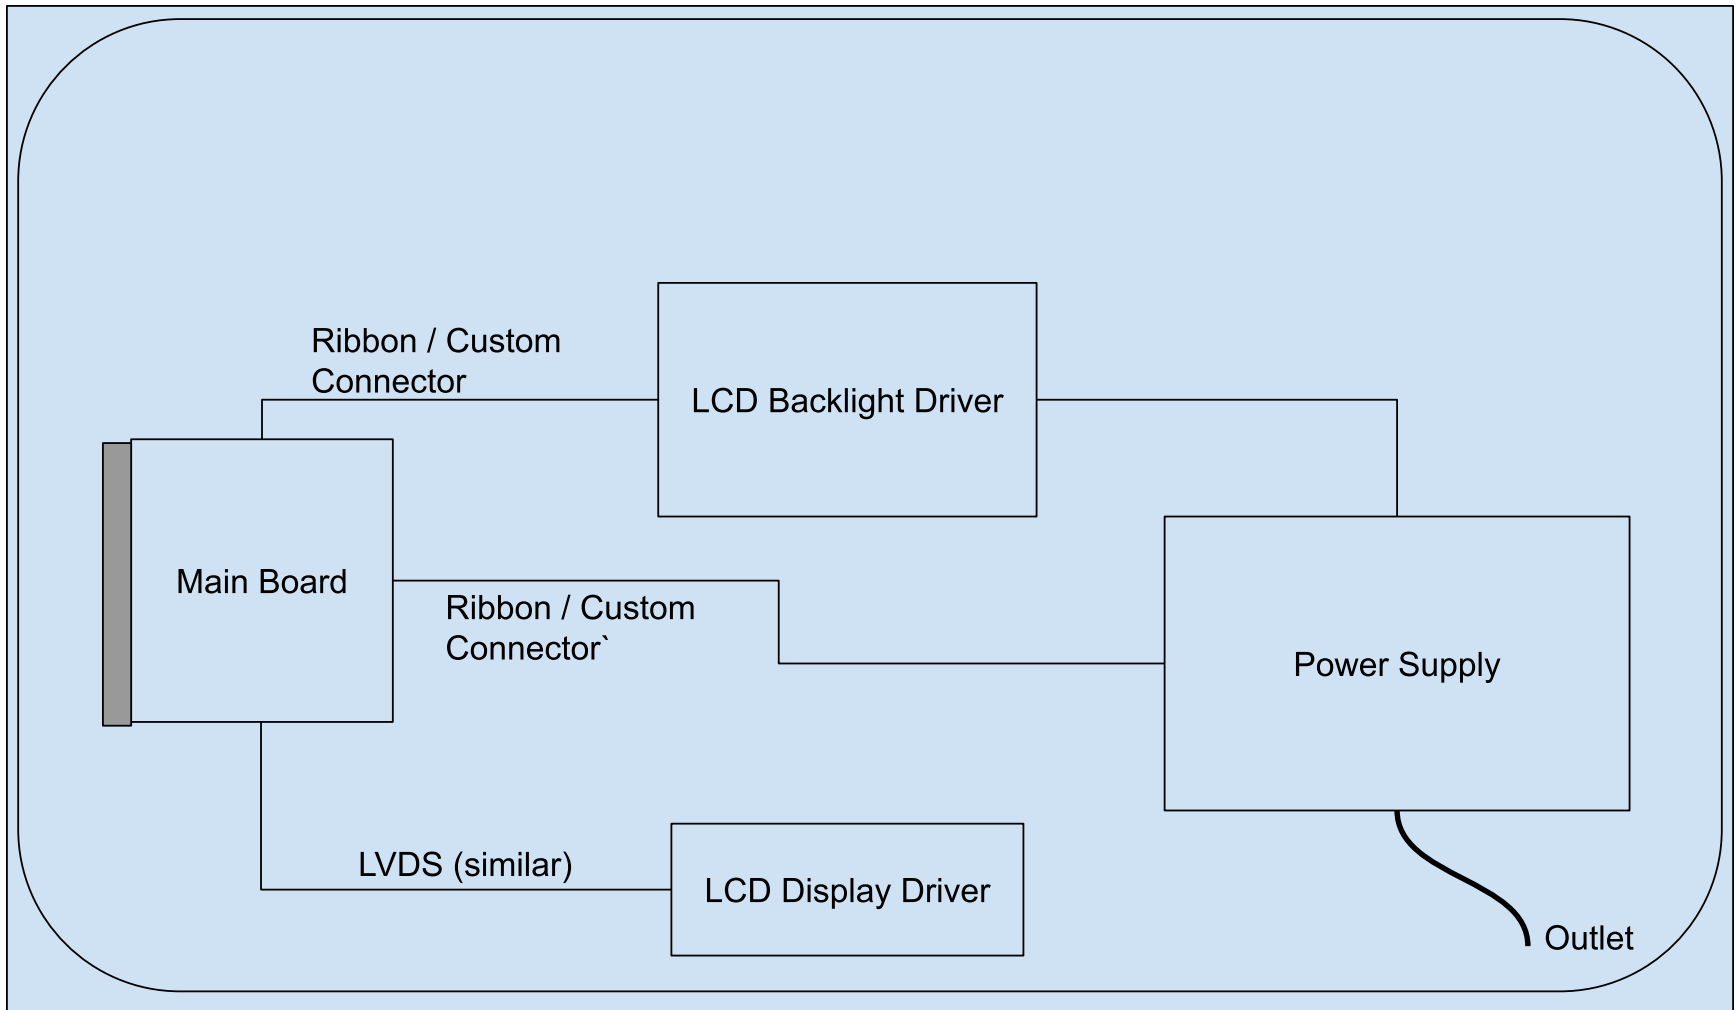 Ribbon / Custom
Connector
LCD Backlight Driver
Main Board
Ribbon / Custom
Connector`
Power Supply
LVDS (similar)
LCD Display Driver
Outlet